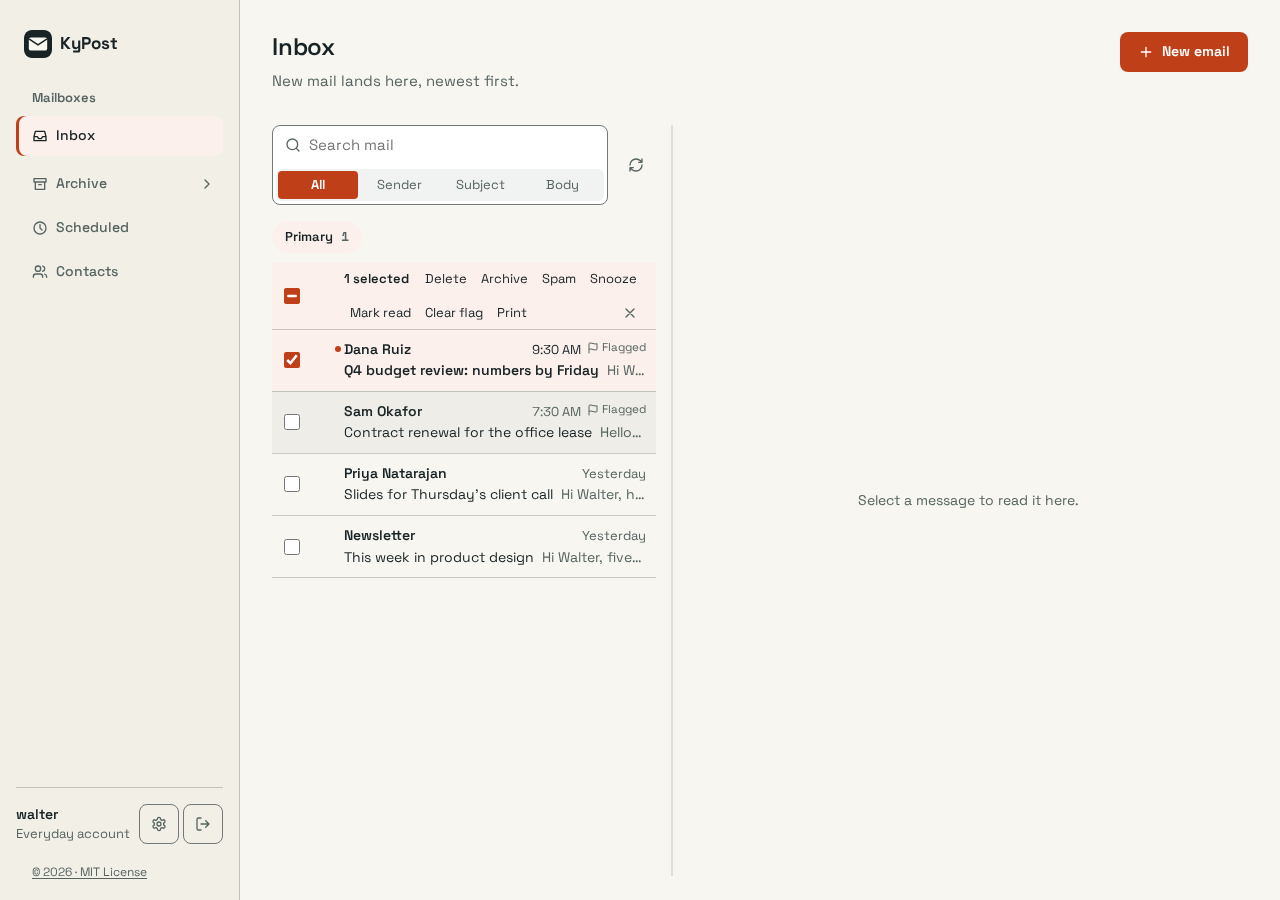 KyPost
Mailboxes
Inbox
Archive
Scheduled
Contacts
walter
Everyday account
© 2026 · MIT License
Inbox
New mail lands here, newest first.
New email
Search mail
All Sender Subject Body
Primary 1
1 selected Delete Archive Spam Snooze
Mark read Clear flag Print
Dana Ruiz 9:30 AM Flagged
Q4 budget review: numbers by Friday Hi W...
Sam Okafor 7:30 AM Flagged
Contract renewal for the office lease Hello...
Priya Natarajan Yesterday
Slides for Thursday's client call Hi Walter, h...
Newsletter Yesterday
This week in product design Hi Walter, five...
Select a message to read it here.